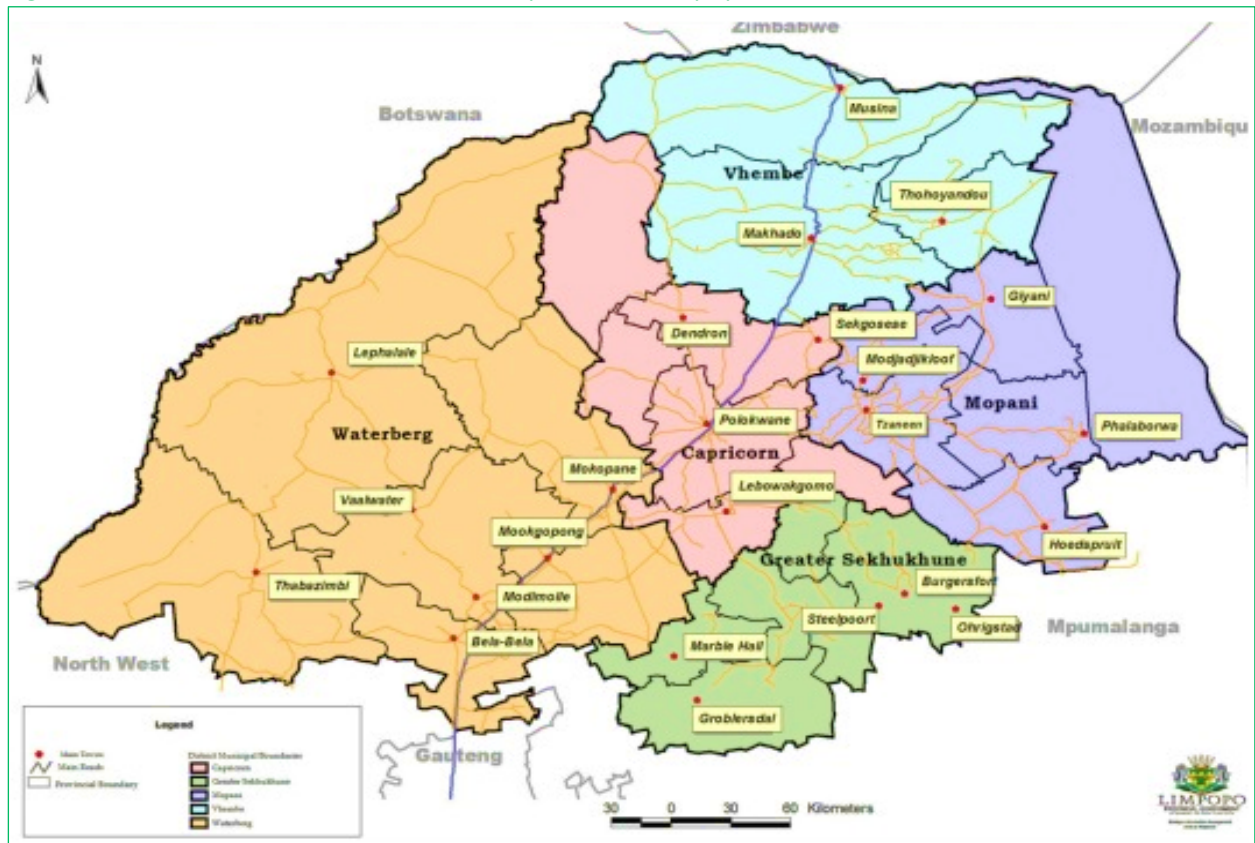 Zimbabwe
N
Botswana
Musina
Mozambiqu
Vhembe
Thohoyandou
Makhado
Giyani
Dendron
Sekgosese
Lephalale
Modjadjikloof
Mopani
Waterberg
Polokwane
Tzaneen
Phalaborwa
Capricorn
Mokopane
Lebowakgomo
Vaalwater
Mookgopong
Hoedspruit
Greater Sekhukhune
Thabazimbi
Burgersfort
Modimolle
Steelpoort
Ohrigstad
Mpumalanga
Bela-Bela
Marble Hall
North West
Groblersdal
Gauteng
Legend
Main Towns
Main Roads
Provincial Boundary
District Municipal Boundaries
Capricorn
Greater Sekhukhune
Mopani
Vhembe
Waterberg
30 0 30 60 Kilometers
LIMPOPO